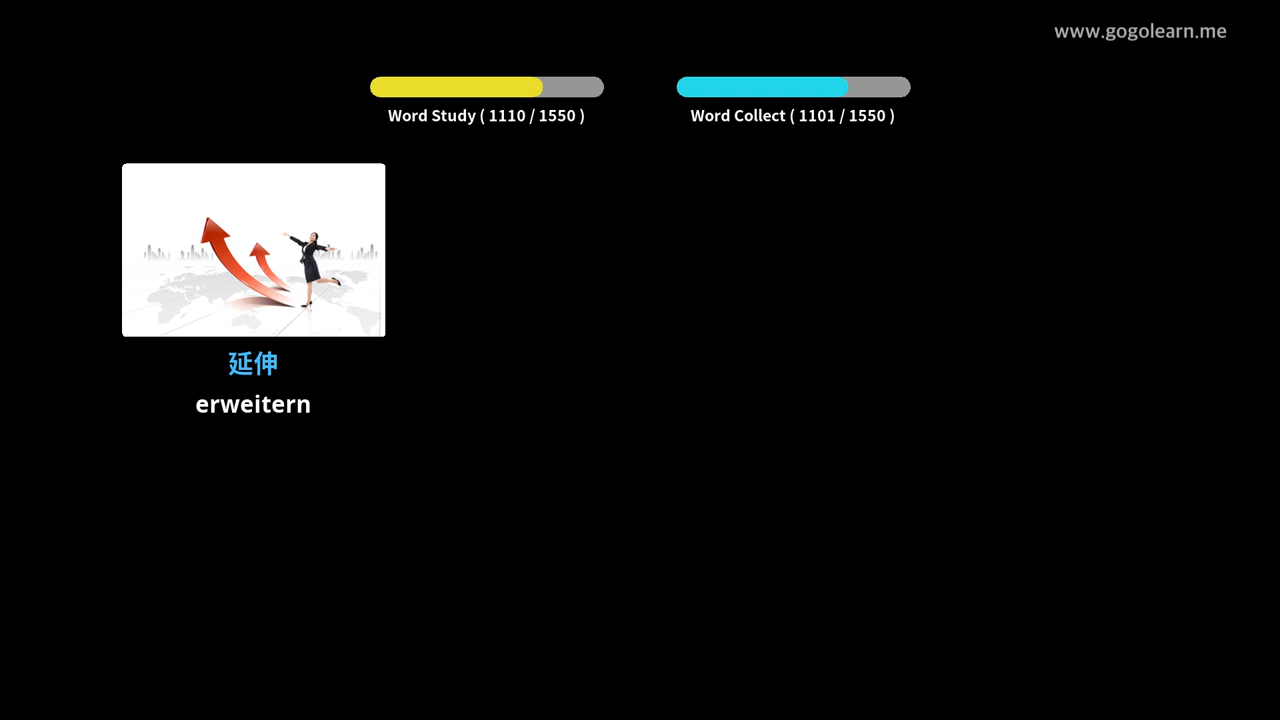 www.gogolearn.me
Word Study ( 1110 / 1550 )
Word Collect ( 1101 / 1550 )
延伸
erweitern